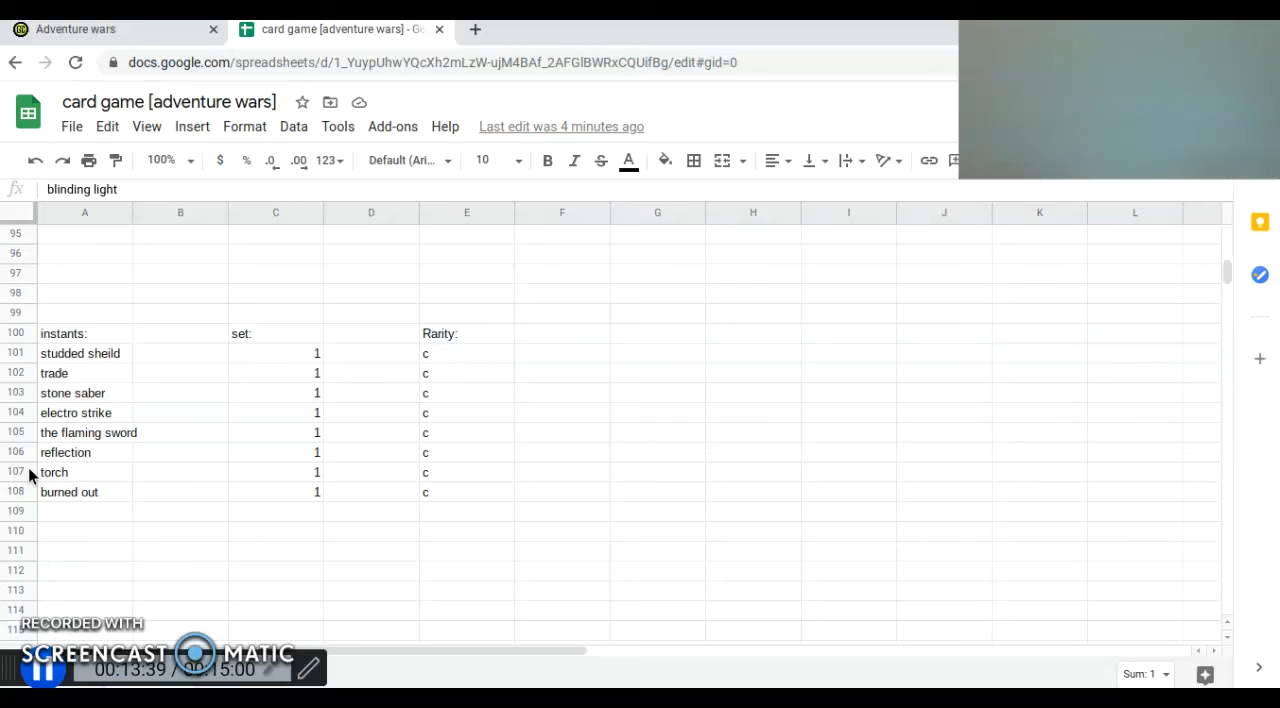 Adventure wars
card game [adventure wars] - Go
docs.google.com/spreadsheets/d/1_YuypUhwYQcXh2mLzW-ujM4BAf_2AFGlBWRxCQUifBg/edit#gid=0
card game [adventure wars]
File Edit View Insert Format Data Tools Add-ons Help Last edit was 4 minutes ago
100% $ % .0 .00 123 Default (Ari... 10 B I S A
fx blinding light
A B C D E F G H I J K L
95
96
97
98
99
100 instants: set: Rarity:
101 studded sheild 1 c
102 trade 1 c
103 stone saber 1 c
104 electro strike 1 c
105 the flaming sword 1 c
106 reflection 1 c
107 torch 1 c
108 burned out 1 c
109
110
111
112
113
114
RECORDED WITH
SCREENCAST MATIC
00:13:39 / 00:15:00
Sum: 1